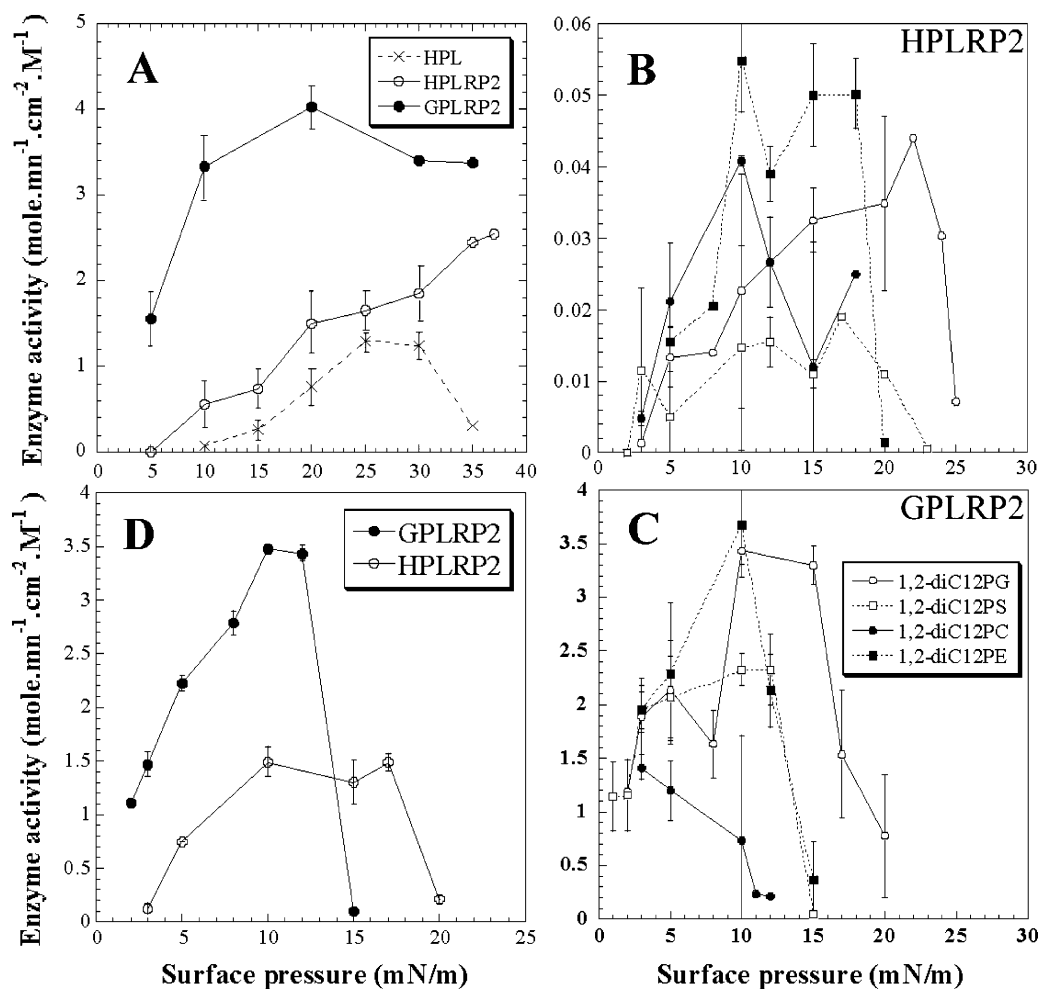 A
HPL
HPLRP2
GPLRP2
5
4
3
2
1
0
0 5 10 15 20 25 30 35 40
Enzyme activity (mole.mn⁻¹.cm⁻².M⁻¹)
B
HPLRP2
0.06
0.05
0.04
0.03
0.02
0.01
0
0 5 10 15 20 25 30
D
GPLRP2
HPLRP2
4
3.5
3
2.5
2
1.5
1
0.5
0
0 5 10 15 20 25
Enzyme activity (mole.mn⁻¹.cm⁻².M⁻¹)
Surface pressure (mN/m)
C
GPLRP2
1,2-diC12PG
1,2-diC12PS
1,2-diC12PC
1,2-diC12PE
4
3.5
3
2.5
2
1.5
1
0.5
0
0 5 10 15 20 25 30
Surface pressure (mN/m)